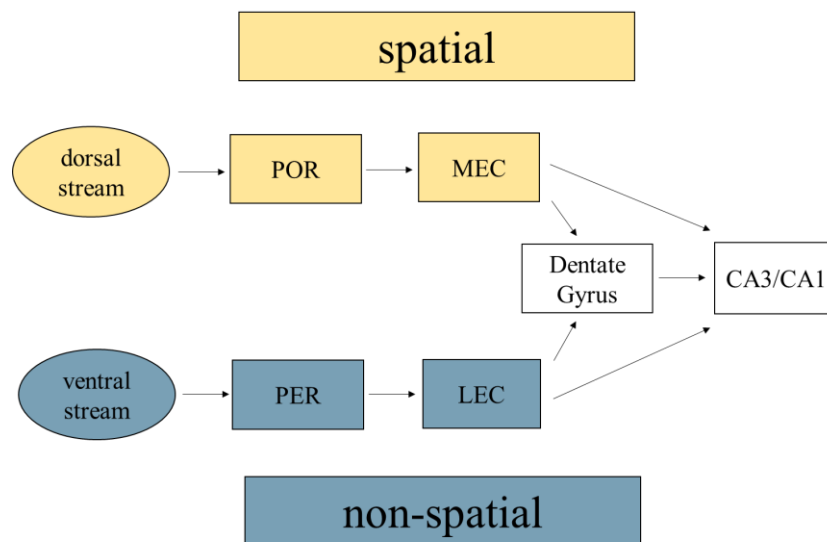 spatial
dorsal
stream
POR
MEC
Dentate
Gyrus
CA3/CA1
ventral
stream
PER
LEC
non-spatial